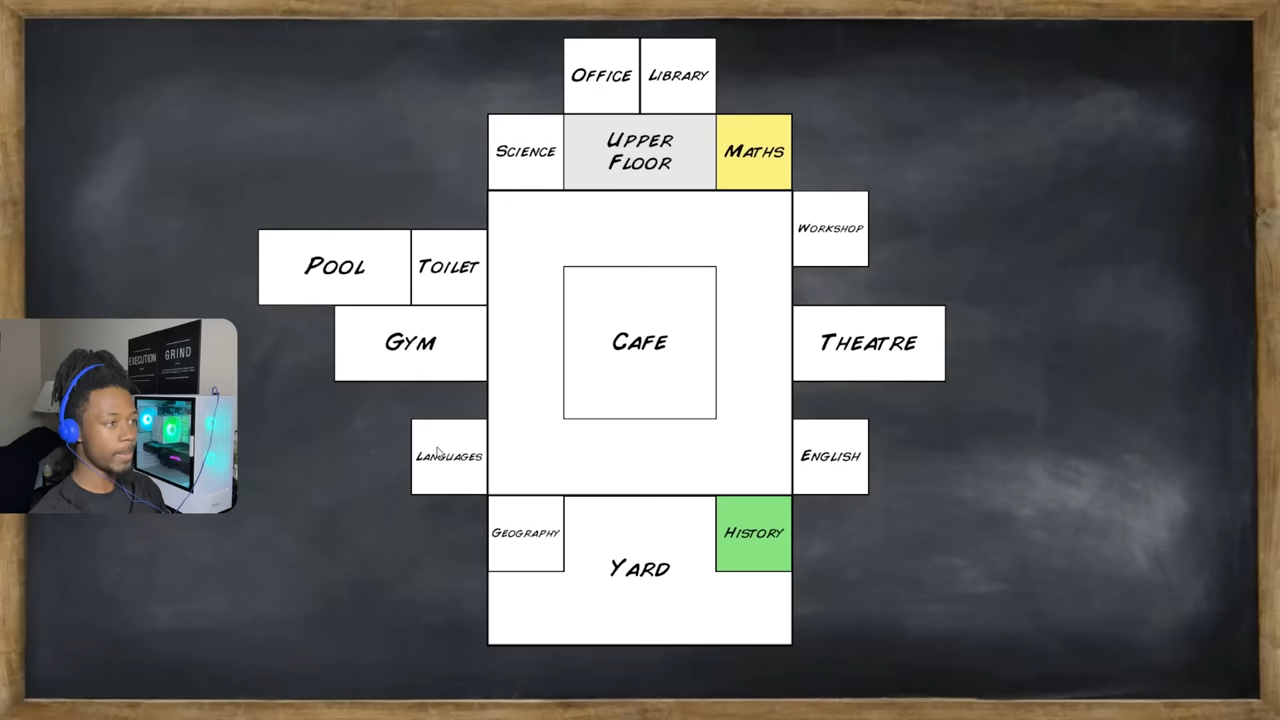 OFFICE
LIBRARY
SCIENCE
UPPER
FLOOR
MATHS
WORKSHOP
POOL
TOILET
GYM
CAFE
THEATRE
EXECUTION
GRIND
LANGUAGES
ENGLISH
GEOGRAPHY
HISTORY
YARD